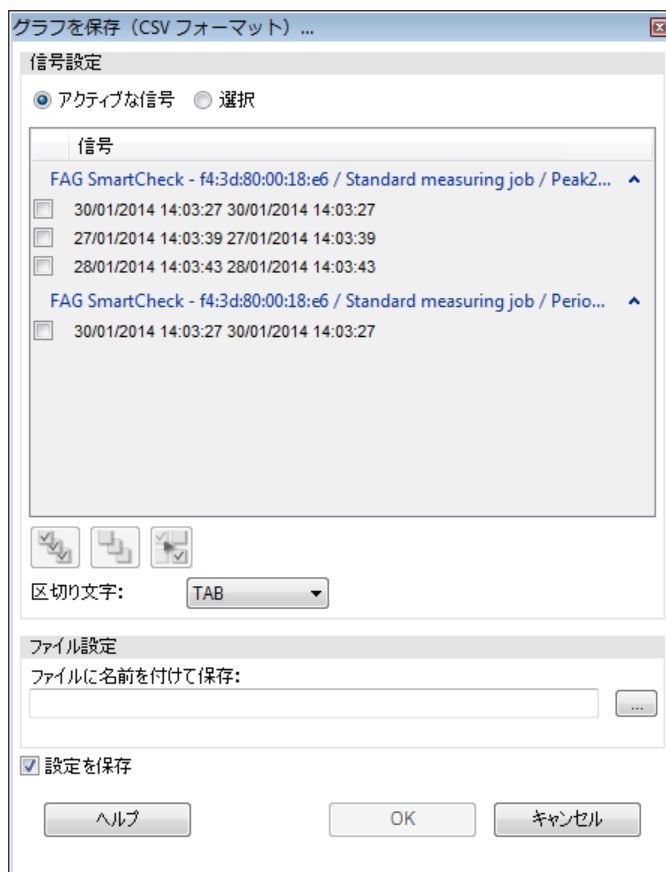 グラフを保存（CSV フォーマット）...
信号設定
アクティブな信号 選択
信号
FAG SmartCheck - f4:3d:80:00:18:e6 / Standard measuring job / Peak2...
30/01/2014 14:03:27 30/01/2014 14:03:27
27/01/2014 14:03:39 27/01/2014 14:03:39
28/01/2014 14:03:43 28/01/2014 14:03:43
FAG SmartCheck - f4:3d:80:00:18:e6 / Standard measuring job / Perio...
30/01/2014 14:03:27 30/01/2014 14:03:27
区切り文字: TAB
ファイル設定
ファイルに名前を付けて保存:
...
設定を保存
ヘルプ OK キャンセル